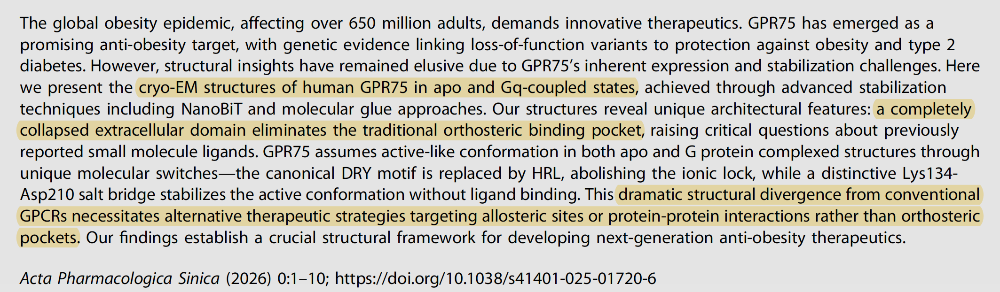 The global obesity epidemic, affecting over 650 million adults, demands innovative therapeutics. GPR75 has emerged as a
promising anti-obesity target, with genetic evidence linking loss-of-function variants to protection against obesity and type 2
diabetes. However, structural insights have remained elusive due to GPR75’s inherent expression and stabilization challenges. Here
we present the cryo-EM structures of human GPR75 in apo and Gq-coupled states, achieved through advanced stabilization
techniques including NanoBiT and molecular glue approaches. Our structures reveal unique architectural features: a completely
collapsed extracellular domain eliminates the traditional orthosteric binding pocket, raising critical questions about previously
reported small molecule ligands. GPR75 assumes active-like conformation in both apo and G protein complexed structures through
unique molecular switches—the canonical DRY motif is replaced by HRL, abolishing the ionic lock, while a distinctive Lys134-
Asp210 salt bridge stabilizes the active conformation without ligand binding. This dramatic structural divergence from conventional
GPCRs necessitates alternative therapeutic strategies targeting allosteric sites or protein-protein interactions rather than orthosteric
pockets. Our findings establish a crucial structural framework for developing next-generation anti-obesity therapeutics.
Acta Pharmacologica Sinica (2026) 0:1–10; https://doi.org/10.1038/s41401-025-01720-6